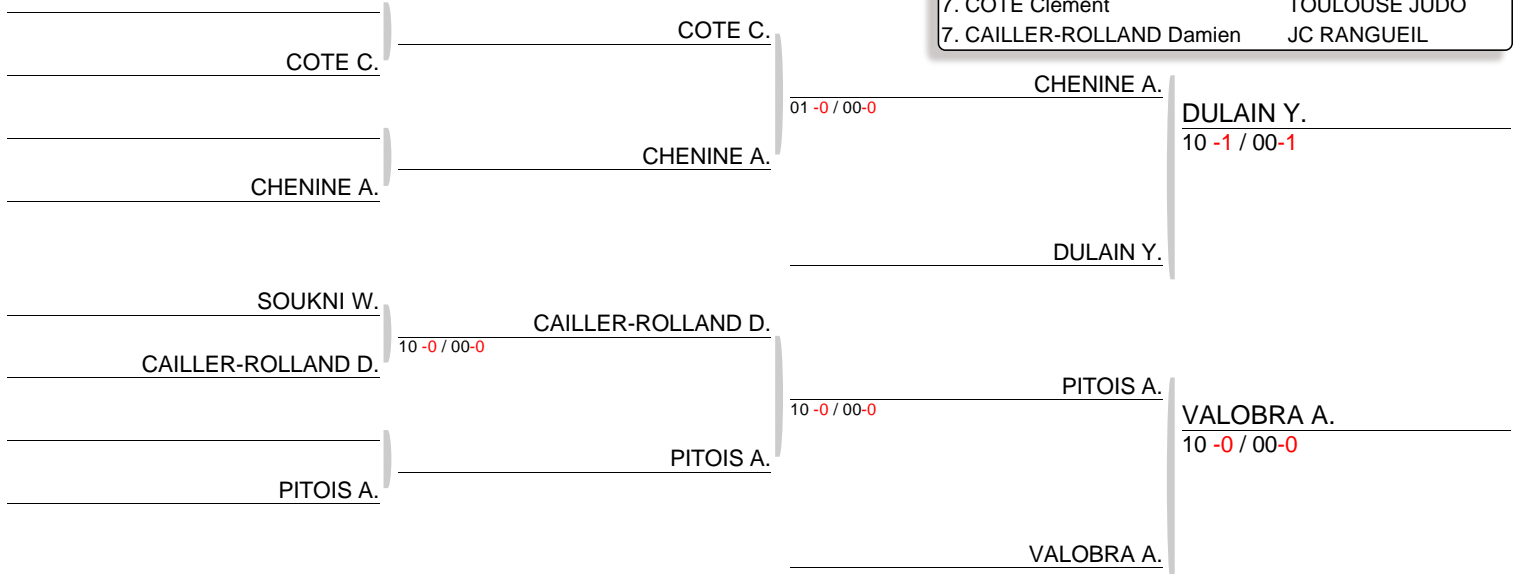 7. COTE Clement TOULOUSE JUDO
7. CAILLER-ROLLAND Damien JC RANGUEIL
COTE C.
COTE C.
CHENINE A.
01 -0 / 00-0
DULAIN Y.
10 -1 / 00-1
CHENINE A.
CHENINE A.
DULAIN Y.
SOUKNI W.
CAILLER-ROLLAND D.
10 -0 / 00-0
CAILLER-ROLLAND D.
PITOIS A.
10 -0 / 00-0
VALOBRA A.
10 -0 / 00-0
PITOIS A.
PITOIS A.
VALOBRA A.